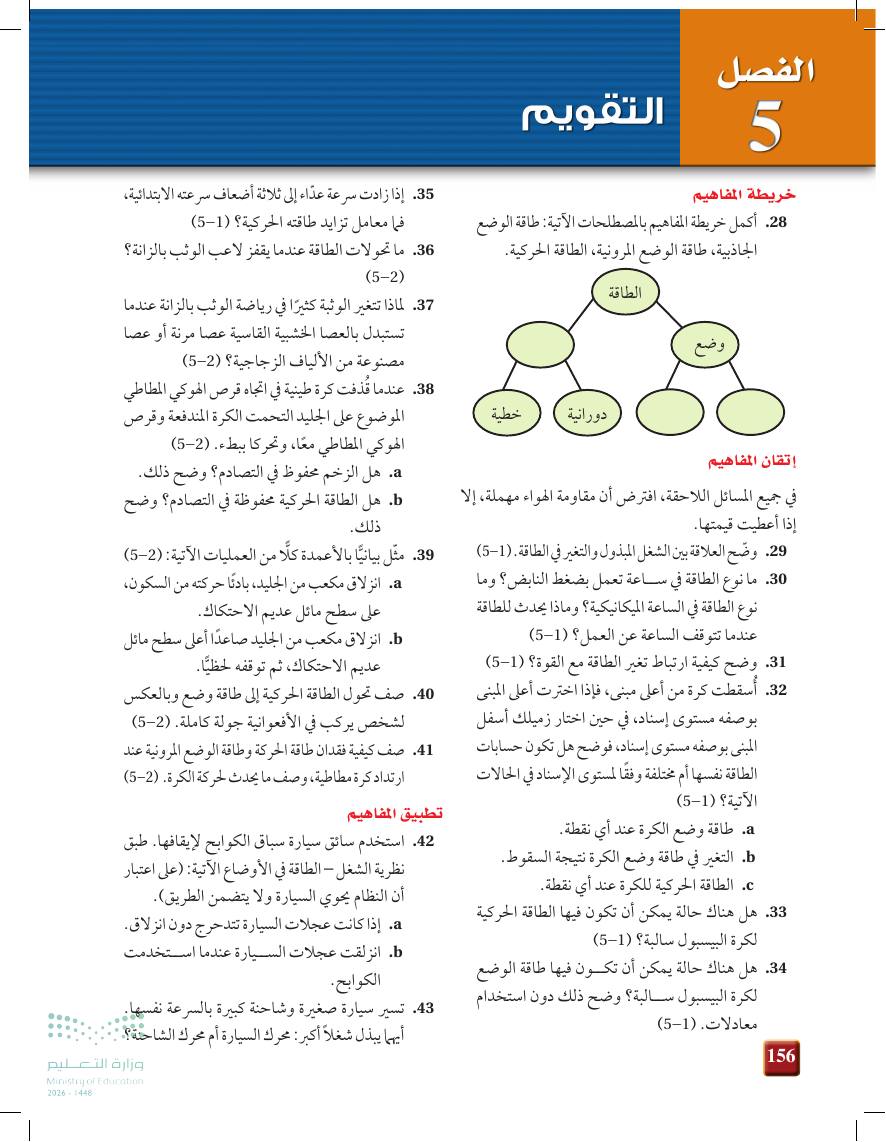 الفصل
5
التقويم
خريطة المفاهيم
28. أكمل خريطة المفاهيم بالمصطلحات الآتية: طاقة الوضع
الجاذبية، طاقة الوضع المرونية، الطاقة الحركية.
الطاقة
وضع
دورانية
خطية
إتقان المفاهيم
في جميع المسائل اللاحقة، افترض أن مقاومة الهواء مهملة، إلا
إذا أعطيت قيمتها.
29. وضّح العلاقة بين الشغل المبذول والتغير في الطاقة. (1-5)
30. ما نوع الطاقة في ساعة تعمل بضغط النابض؟ وما
نوع الطاقة في الساعة الميكانيكية؟ وماذا يحدث للطاقة
عندما تتوقف الساعة عن العمل؟ (1-5)
31. وضح كيفية ارتباط تغير الطاقة مع القوة؟ (1-5)
32. أُسقطت كرة من أعلى مبنى، فإذا اخترت أعلى المبنى
بوصفه مستوى إسناد، في حين اختار زميلك أسفل
المبنى بوصفه مستوى إسناد، فوضح هل تكون حسابات
الطاقة نفسها أم مختلفة وفقًا لمستوى الإسناد في الحالات
الآتية؟ (1-5)
a. طاقة وضع الكرة عند أي نقطة.
b. التغير في طاقة وضع الكرة نتيجة السقوط.
c. الطاقة الحركية للكرة عند أي نقطة.
33. هل هناك حالة يمكن أن تكون فيها الطاقة الحركية
لكرة البيسبول سالبة؟ (1-5)
34. هل هناك حالة يمكن أن تكون فيها طاقة الوضع
لكرة البيسبول سالبة؟ وضح ذلك دون استخدام
معادلات. (1-5)
35. إذا زادت سرعة عدّاء إلى ثلاثة أضعاف سرعته الابتدائية،
فما معامل تزايد طاقته الحركية؟ (1-5)
36. ما تحولات الطاقة عندما يقفز لاعب الوثب بالزانة؟
(2-5)
37. لماذا تتغير الوثبة كثيرًا في رياضة الوثب بالزانة عندما
تستبدل بالعصا الخشبية القاسية عصا مرنة أو عصا
مصنوعة من الألياف الزجاجية؟ (2-5)
38. عندما قُذفت كرة طينية في اتجاه قرص الهوكي المطاطي
الموضوع على الجليد التحمت الكرة المندفعة وقرص
الهوكي المطاطي معًا، وتحركا ببطء. (2-5)
a. هل الزخم محفوظ في التصادم؟ وضح ذلك.
b. هل الطاقة الحركية محفوظة في التصادم؟ وضح
ذلك.
39. مثّل بيانيًّا بالأعمدة كلًّا من العمليات الآتية: (2-5)
a. انزلاق مكعب من الجليد، بادئًا حركته من السكون،
على سطح مائل عديم الاحتكاك.
b. انزلاق مكعب من الجليد صاعدًا أعلى سطح مائل
عديم الاحتكاك، ثم توقفه لحظيًّا.
40. صف تحول الطاقة الحركية إلى طاقة وضع وبالعكس
لشخص يركب في الأفعوانية جولة كاملة. (2-5)
41. صف كيفية فقدان طاقة الحركة وطاقة الوضع المرونية عند
ارتداد كرة مطاطية، وصف ما يحدث لحركة الكرة. (2-5)
تطبيق المفاهيم
42. استخدم سائق سيارة سباق الكوابح لإيقافها. طبق
نظرية الشغل – الطاقة في الأوضاع الآتية: (على اعتبار
أن النظام يحوي السيارة ولا يتضمن الطريق).
a. إذا كانت عجلات السيارة تتدحرج دون انزلاق.
b. انزلقت عجلات السيارة عندما استخدمت
الكوابح.
43. تسير سيارة صغيرة وشاحنة كبيرة بالسرعة نفسها.
أيهما يبذل شغلاً أكبر: محرك السيارة أم محرك الشاحنة؟
156
وزارة التعليم
Ministry of Education
2026 - 1448